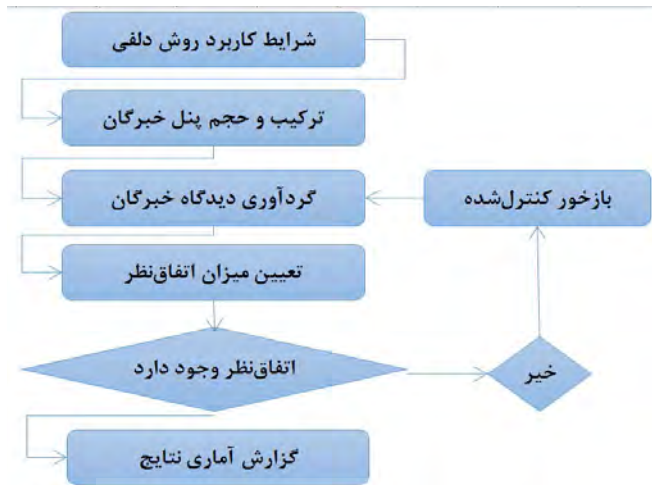 شرایط کاربرد روش دلفی
ترکیب و حجم پنل خبرگان
گردآوری دیدگاه خبرگان
بازخور کنترل‌شده
تعیین میزان اتفاق‌نظر
اتفاق‌نظر وجود دارد
خیر
گزارش آماری نتایج